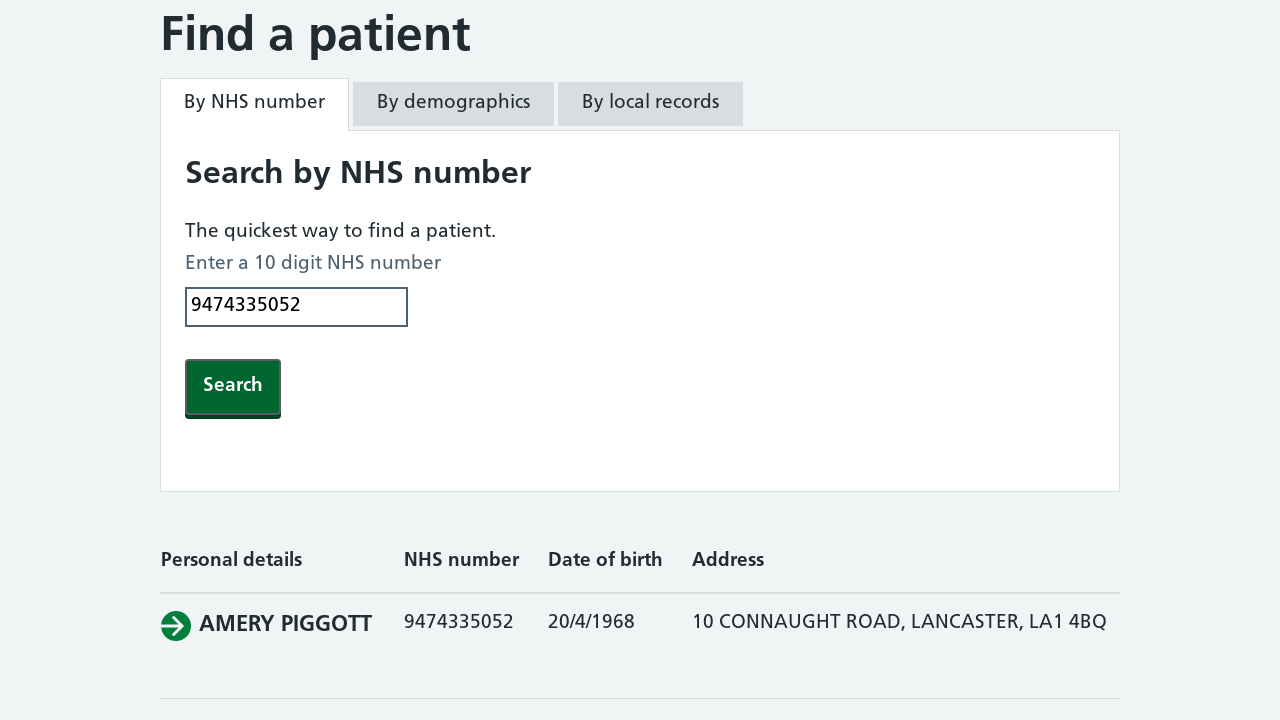 Find a patient
By NHS number By demographics By local records
Search by NHS number
The quickest way to find a patient.
Enter a 10 digit NHS number
9474335052
Search
Personal details NHS number Date of birth Address
AMERY PIGGOTT 9474335052 20/4/1968 10 CONNAUGHT ROAD, LANCASTER, LA1 4BQ